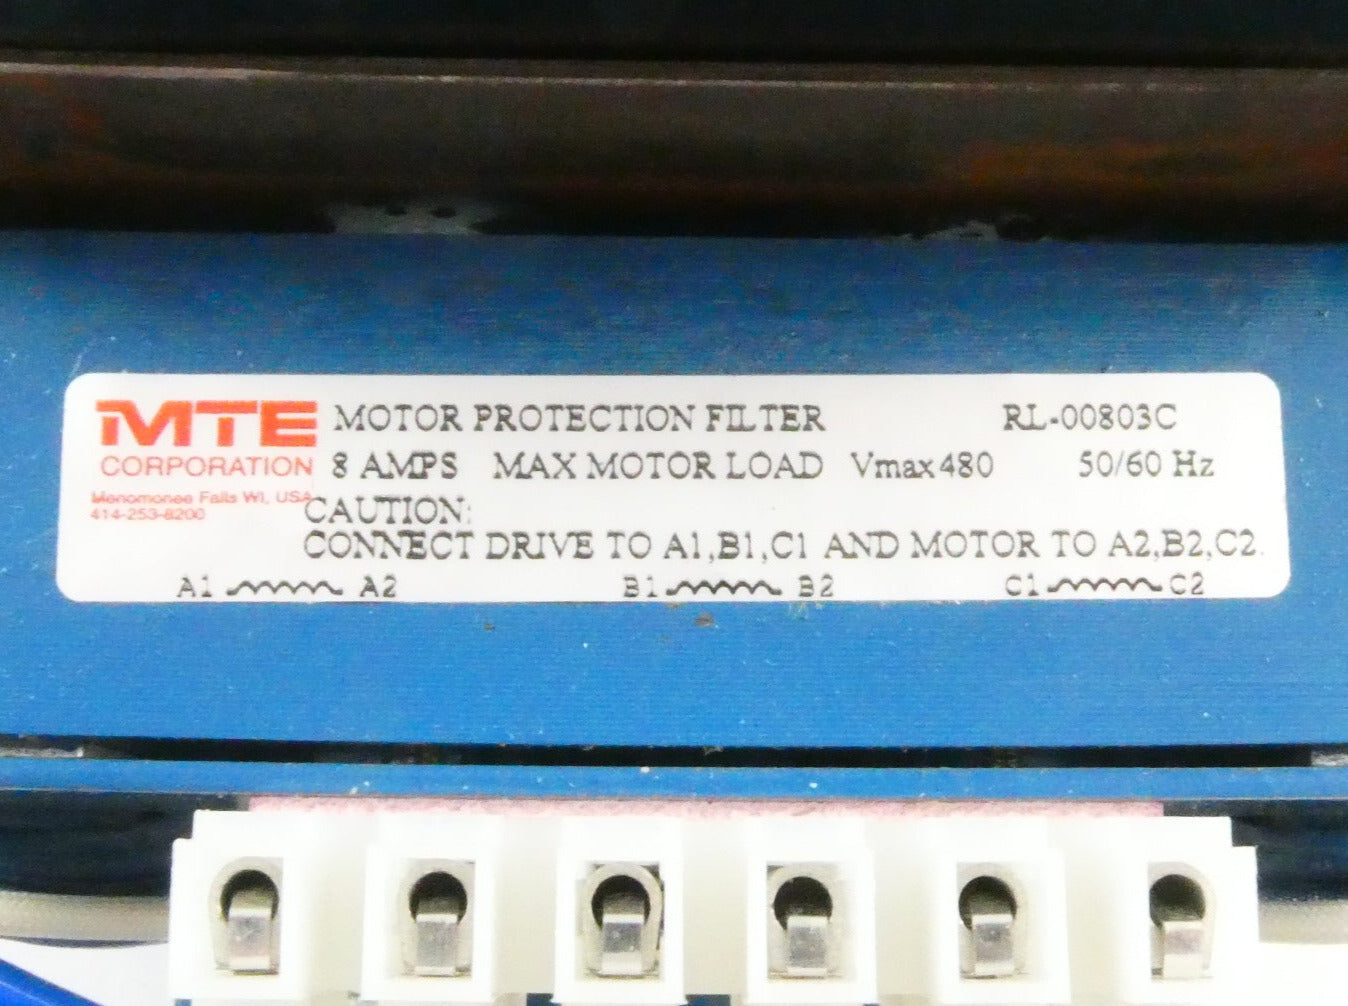 MTE MOTOR PROTECTION FILTER RL-00803C
CORPORATION 8 AMPS MAX MOTOR LOAD Vmax 480 50/60 Hz
Menomonee Falls WI, USA
414-253-8200
CAUTION:
CONNECT DRIVE TO A1,B1,C1 AND MOTOR TO A2,B2,C2.
A1 A2 B1 B2 C1 C2